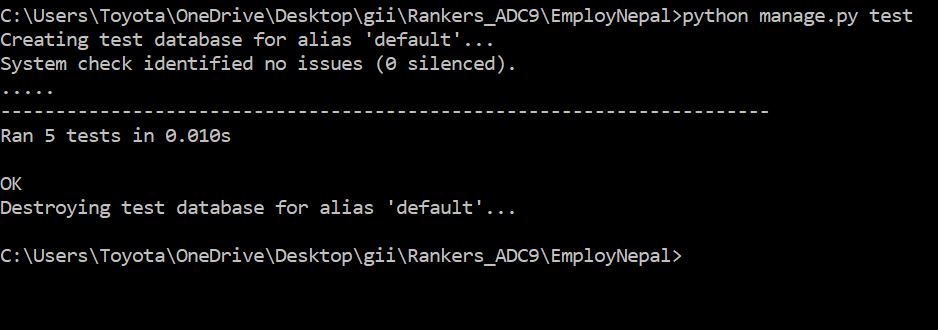 C:\Users\Toyota\OneDrive\Desktop\gii\Rankers_ADC9\EmployNepal>python manage.py test
Creating test database for alias 'default'...
System check identified no issues (0 silenced).
.....
----------------------------------------------------------------------
Ran 5 tests in 0.010s

OK
Destroying test database for alias 'default'...

C:\Users\Toyota\OneDrive\Desktop\gii\Rankers_ADC9\EmployNepal>